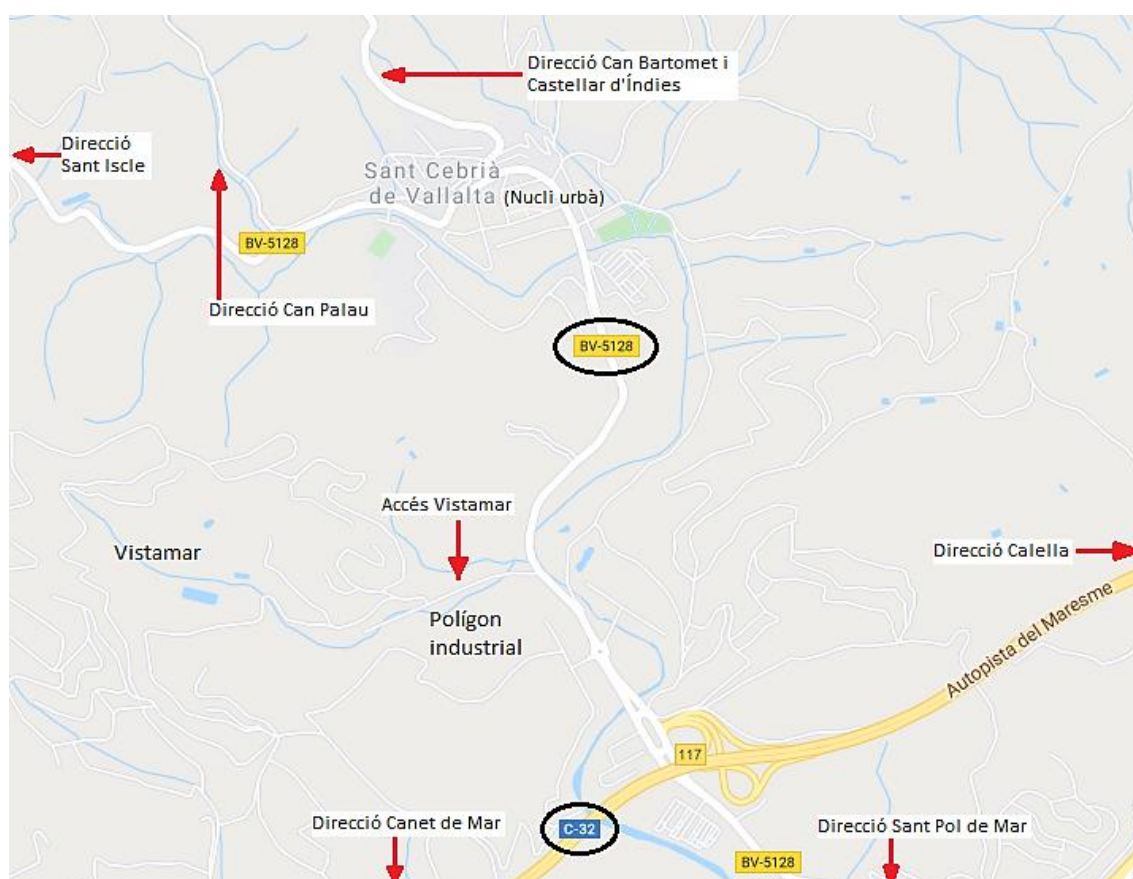 Direcció Can Bartomet i
Castellar d'Índies
Direcció
Sant Iscle
Sant Cebrià
de Vallalta (Nucli urbà)
BV-5128
Direcció Can Palau
BV-5128
Accés Vistamar
Vistamar
Direcció Calella
Polígon
industrial
Autopista del Maresme
117
Direcció Canet de Mar
C-32
Direcció Sant Pol de Mar
BV-5128